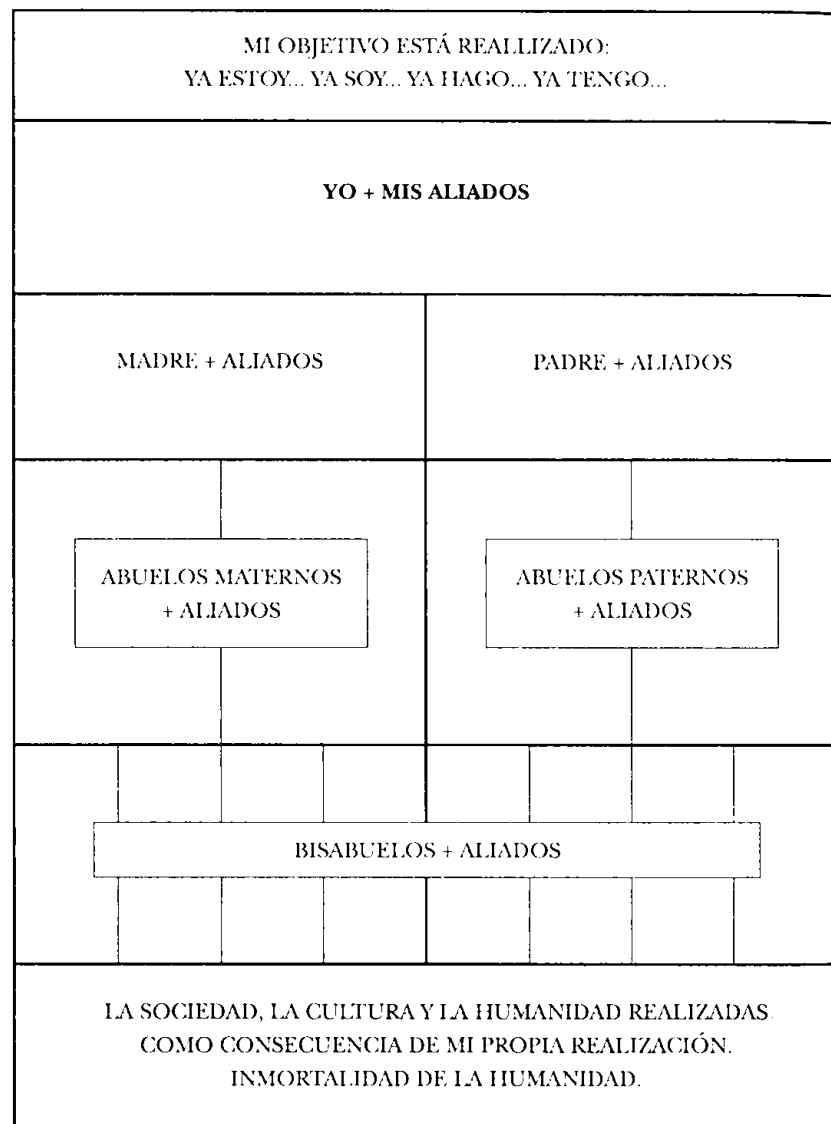 MI OBJETIVO ESTÁ REALLIZADO:
YA ESTOY... YA SOY... YA HAGO... YA TENGO...
YO + MIS ALIADOS
MADRE + ALIADOS
PADRE + ALIADOS
ABUELOS MATERNOS
+ ALIADOS
ABUELOS PATERNOS
+ ALIADOS
BISABUELOS + ALIADOS
LA SOCIEDAD, LA CULTURA Y LA HUMANIDAD REALIZADAS
COMO CONSECUENCIA DE MI PROPIA REALIZACIÓN.
INMORTALIDAD DE LA HUMANIDAD.